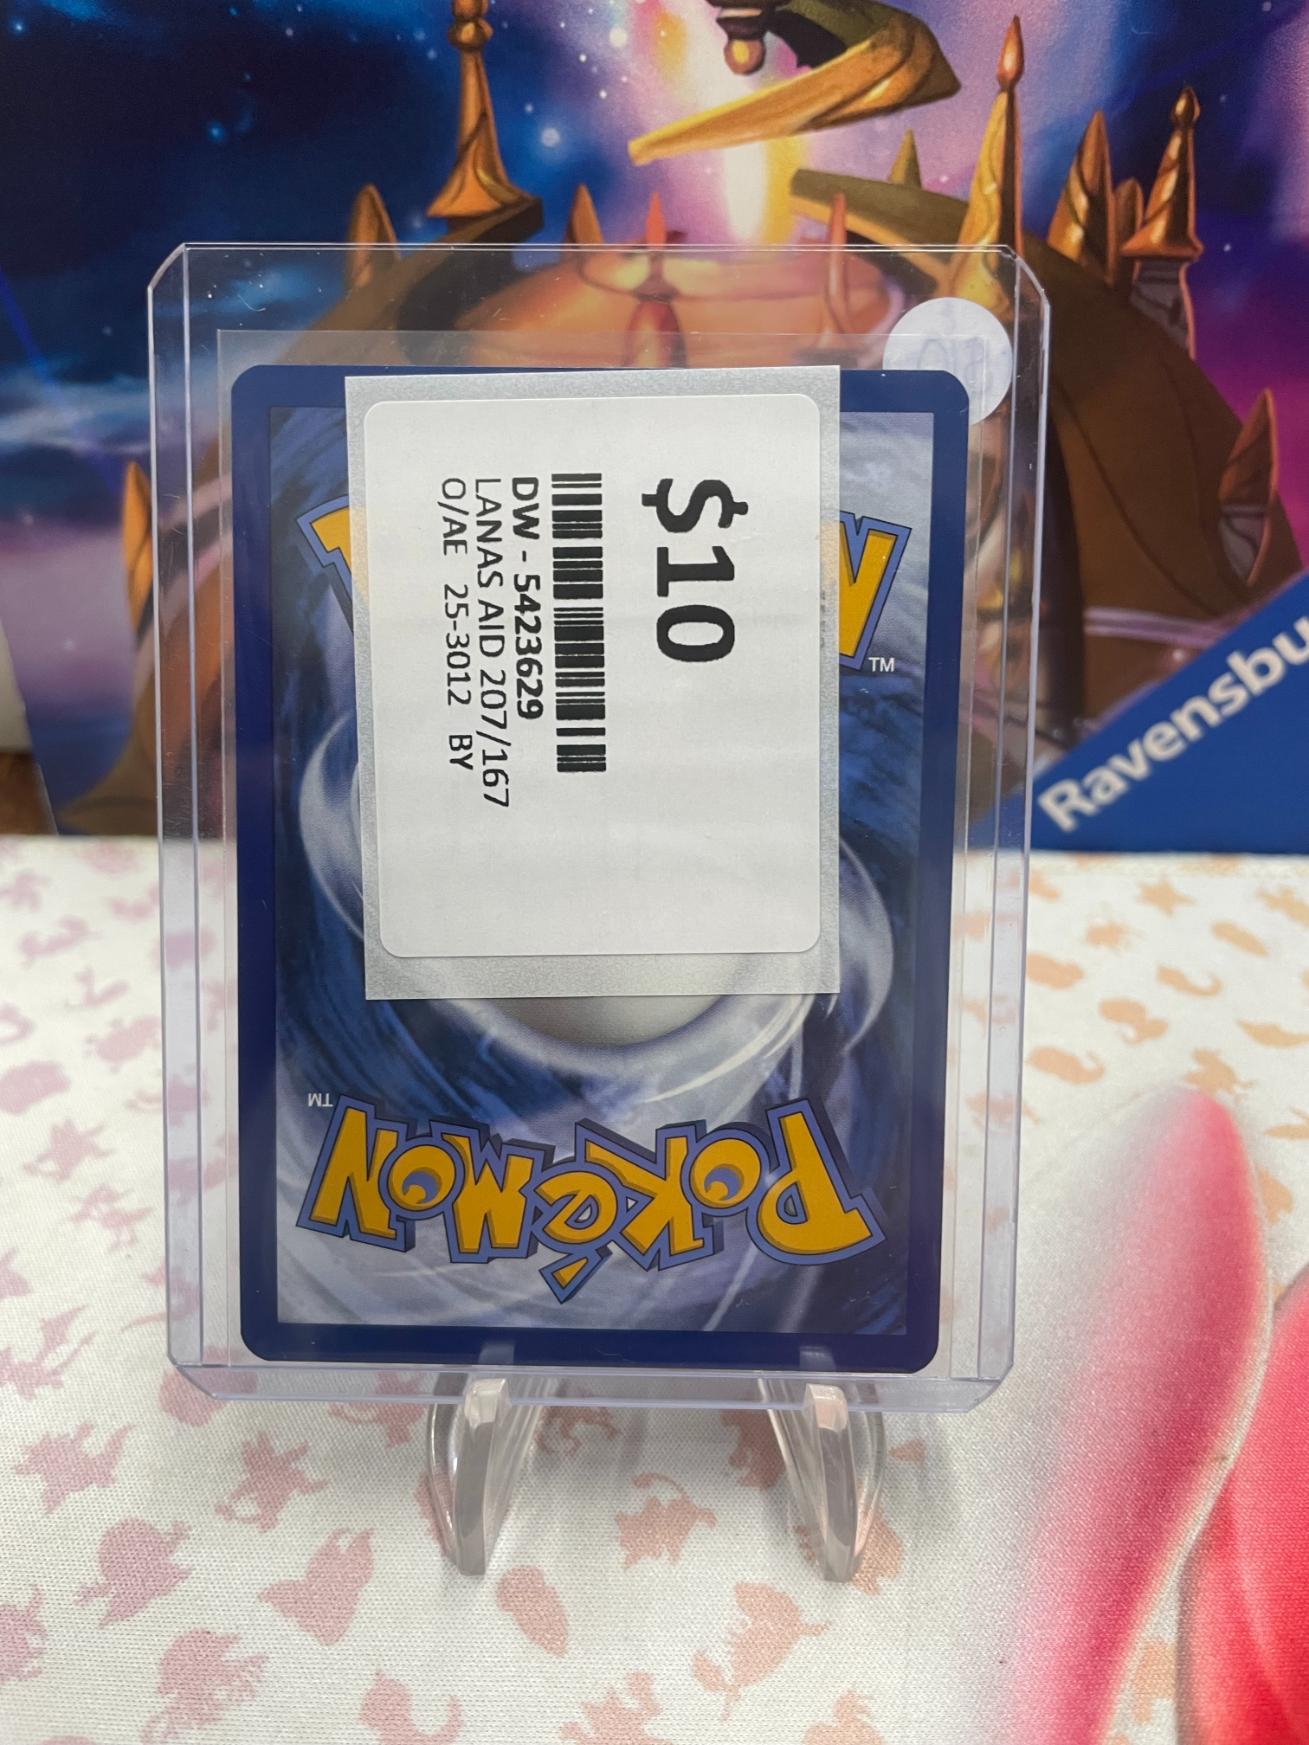 $10
DW - 5423629
LANAS AID 207/167
O/AE 25-3012 BY
TM
Pokémon
TM
Ravensbu